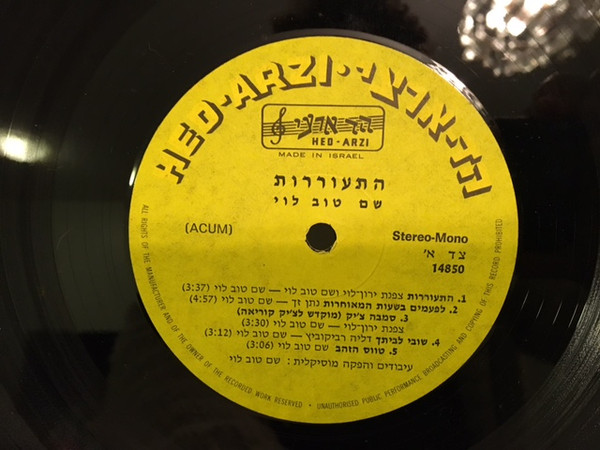 HED-ARZI · הד-ארצי
הד ארצי
HED-ARZI
MADE IN ISRAEL
התעוררות
שם טוב לוי
(ACUM)
Stereo-Mono
צד א'
14850
1. התעוררות צפנת ירון-לוי ושם טוב לוי — שם טוב לוי (3:37)
2. לפעמים בשעות המאוחרות נתן זך — שם טוב לוי (4:57)
3. סמבה צ'יק (מוקדש לצ'יק קוריאה)
צפנת ירון-לוי — שם טוב לוי (3:30)
4. שובי לביתך דליה רביקוביץ — שם טוב לוי (3:12)
5. טווס הזהב שם טוב לוי (3:06)
עיבודים והפקה מוסיקלית: שם טוב לוי
ALL RIGHTS OF THE MANUFACTURER AND OF THE OWNER OF THE RECORDED WORK RESERVED • UNAUTHORIZED PUBLIC PERFORMANCE BROADCASTING AND COPYING OF THIS RECORD PROHIBITED